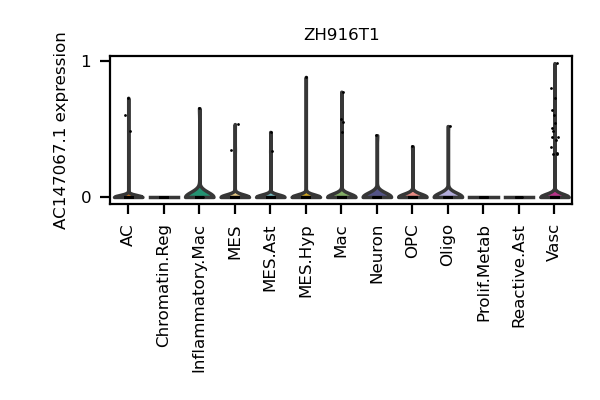 ZH916T1
AC147067.1 expression
1
0
AC
Chromatin.Reg
Inflammatory.Mac
MES
MES.Ast
MES.Hyp
Mac
Neuron
OPC
Oligo
Prolif.Metab
Reactive.Ast
Vasc